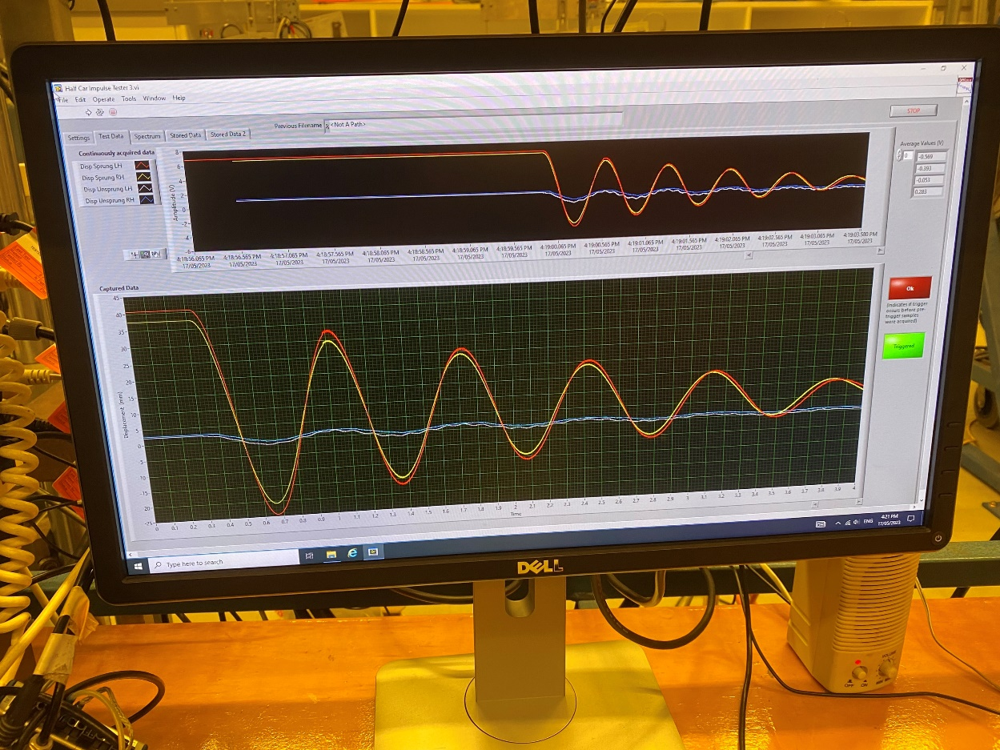 Half Car Impulse Tester 3.vi
File Edit Operate Tools Window Help
STOP
Previous Filename <Not A Path>
Settings Test Data Spectrum Stored Data Stored Data 2
Continuously acquired data
Disp Sprung LH
Disp Sprung RH
Disp Unsprung LH
Disp Unsprung RH
Amplitude (V)
8
6
4
2
0
-2
4
-6
4:18:56.065 PM 4:18:56.565 PM 4:18:57.065 PM 4:18:57.565 PM 4:18:58.065 PM 4:18:58.565 PM 4:18:59.065 PM 4:18:59.565 PM 4:19:00.065 PM 4:19:00.565 PM 4:19:01.065 PM 4:19:01.565 PM 4:19:02.065 PM 4:19:02.565 PM 4:19:03.065 PM 4:19:03.580 PM
17/05/2023 17/05/2023 17/05/2023 17/05/2023 17/05/2023 17/05/2023 17/05/2023 17/05/2023 17/05/2023 17/05/2023 17/05/2023 17/05/2023 17/05/2023 17/05/2023 17/05/2023 17/05/2023
Average Values (V)
0 -0.569
-0.393
-0.053
0.283
Captured Data
Displacement (mm)
45
40
35
30
25
20
15
10
5
0
5
-10
-15
20
-25
0 0.1 0.2 0.3 0.4 0.5 0.6 0.7 0.8 0.9 1 1.1 1.2 1.3 1.4 1.5 1.6 1.7 1.8 1.9 2 2.1 2.2 2.3 2.4 2.5 2.6 2.7 2.8 2.9 3 3.1 3.2 3.3 3.4 3.5 3.6 3.7 3.8 3.9 4
Time
Ok
(Indicates if trigger
occurs before pre-
trigger samples
were acquired)
Triggered
Type here to search
ENG
4:21 PM
17/05/2023
DELL
VOLUME
OFF ON